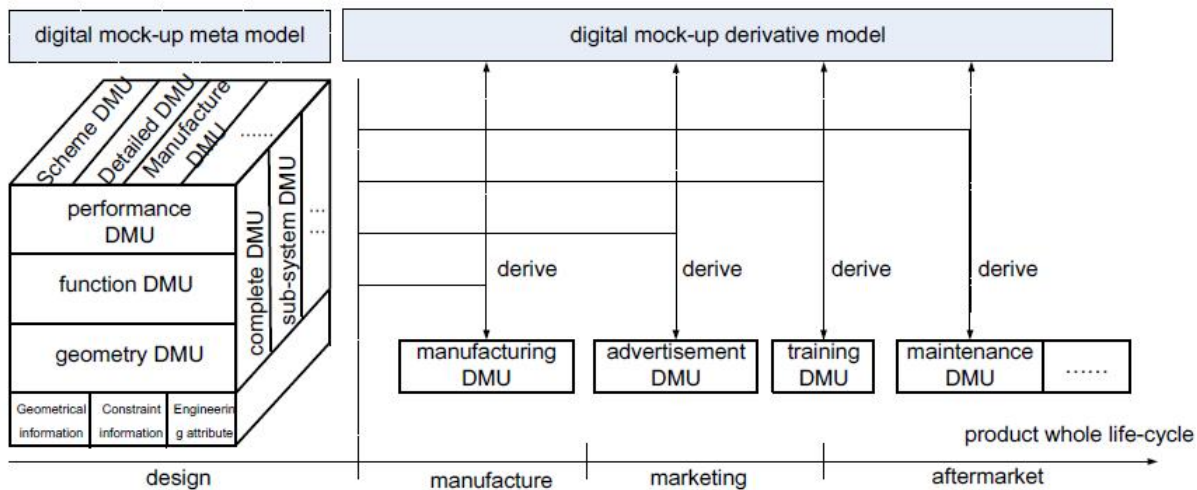 digital mock-up meta model
digital mock-up derivative model
Scheme DMU
Detailed DMU
Manufacture
DMU
......
performance
DMU
function DMU
geometry DMU
complete DMU
sub-system DMU
...
...
Geometrical
information
Constraint
information
Engineerin
g attribute
derive
derive
derive
derive
manufacturing
DMU
advertisement
DMU
training
DMU
maintenance
DMU
......
product whole life-cycle
design
manufacture
marketing
aftermarket